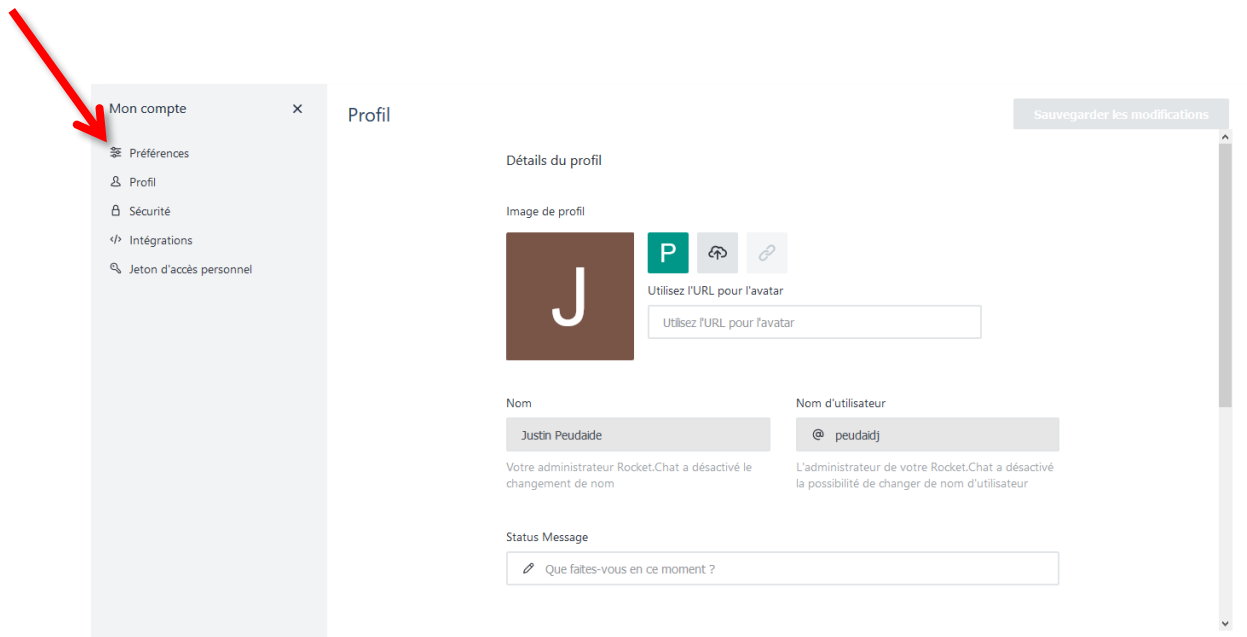 Mon compte
Profil
Sauvegarder les modifications
Préférences
Profil
Sécurité
Intégrations
Jeton d'accès personnel
Détails du profil
Image de profil
J
P
Utilisez l'URL pour l'avatar
Utilisez l'URL pour l'avatar
Nom
Justin Peudaide
Votre administrateur Rocket.Chat a désactivé le
changement de nom
Nom d'utilisateur
@ peudaidj
L'administrateur de votre Rocket.Chat a désactivé
la possibilité de changer de nom d'utilisateur
Status Message
Que faites-vous en ce moment ?